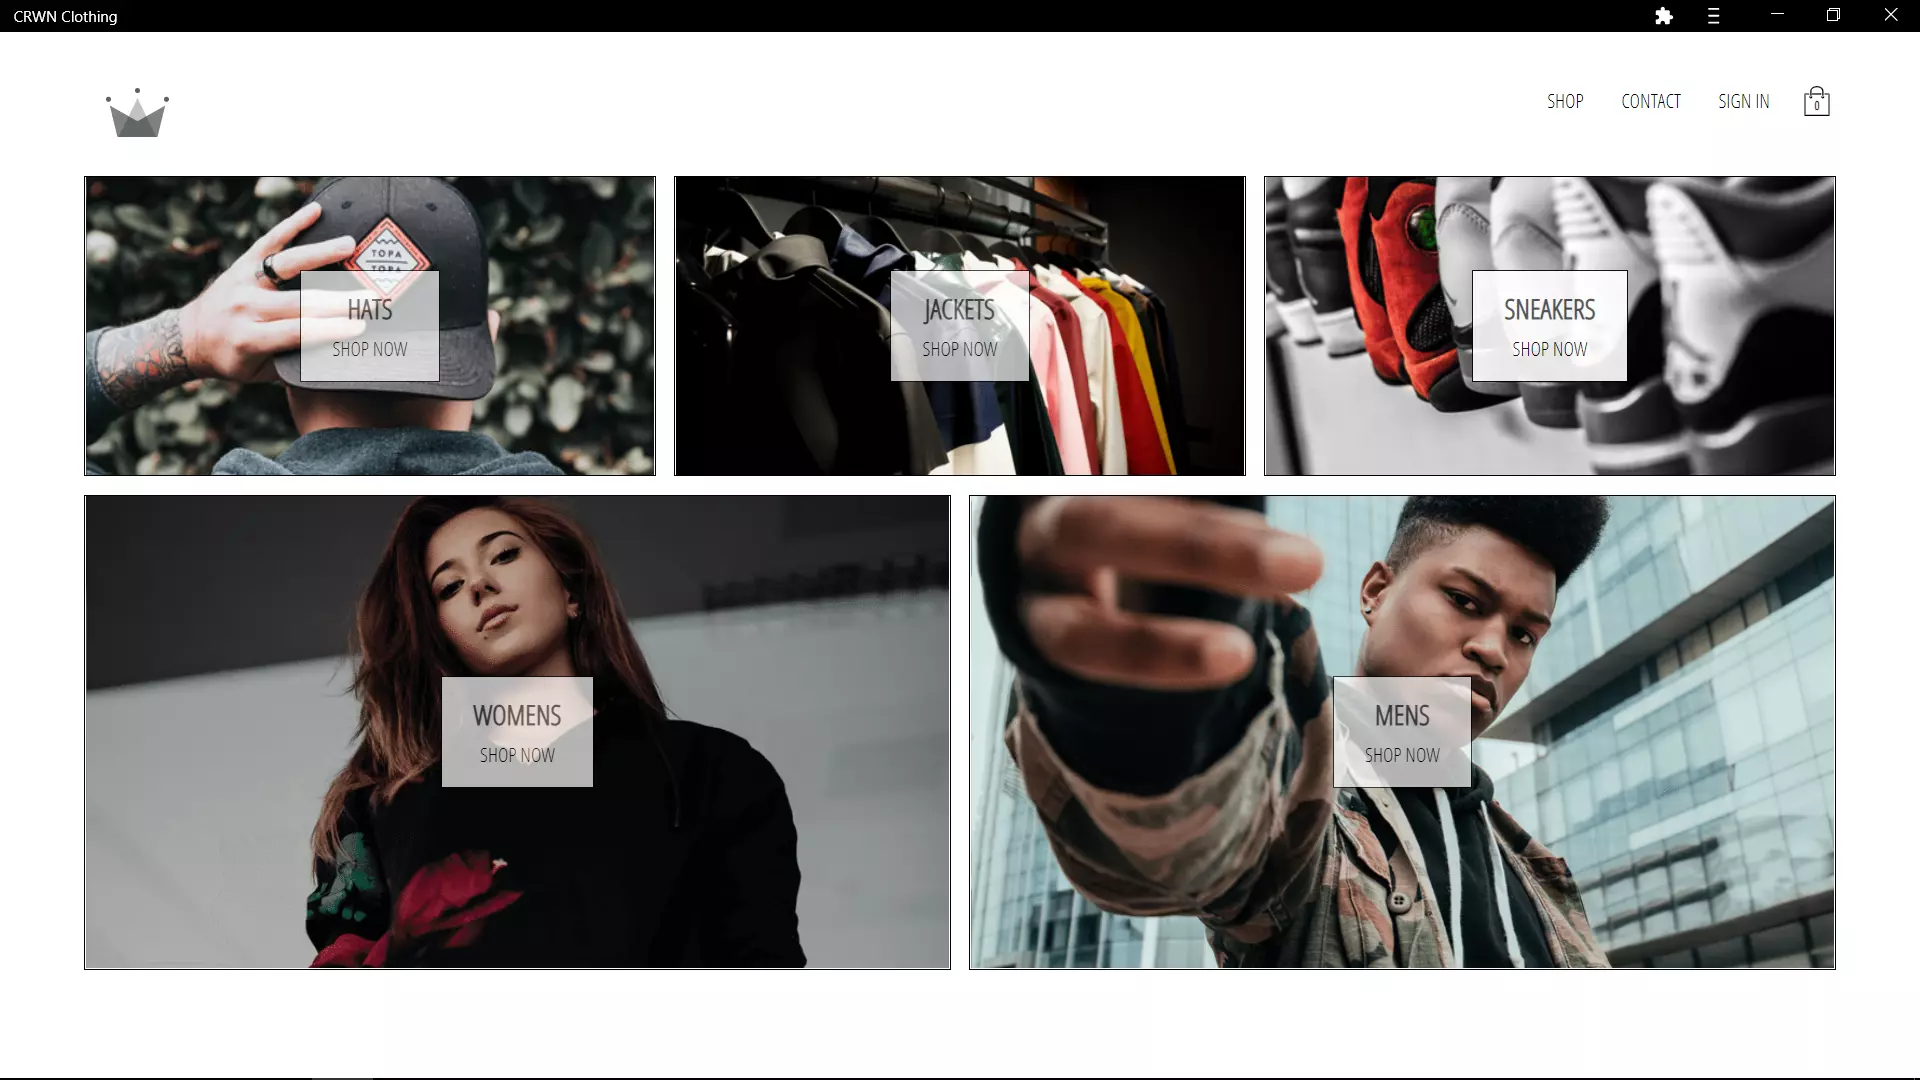 CRWN Clothing
SHOP CONTACT SIGN IN
0
TOPA
TOPA
HATS
SHOP NOW
JACKETS
SHOP NOW
SNEAKERS
SHOP NOW
WOMENS
SHOP NOW
MENS
SHOP NOW